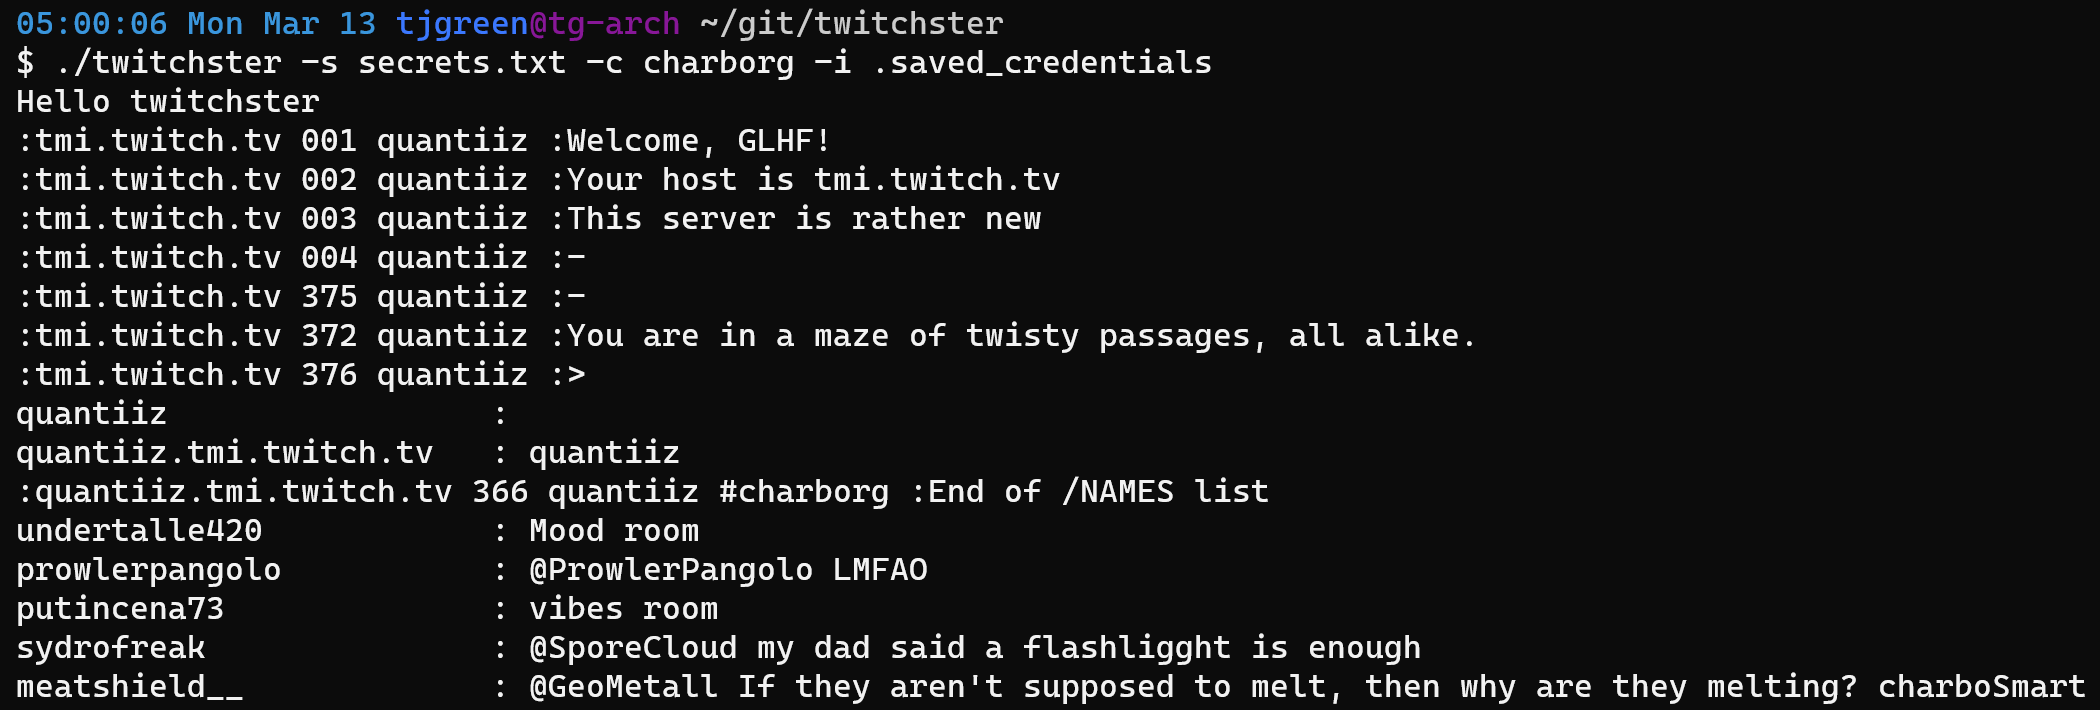 05:00:06 Mon Mar 13 tjgreen@tg-arch ~/git/twitchster
$ ./twitchster -s secrets.txt -c charborg -i .saved_credentials
Hello twitchster
:tmi.twitch.tv 001 quantiiz :Welcome, GLHF!
:tmi.twitch.tv 002 quantiiz :Your host is tmi.twitch.tv
:tmi.twitch.tv 003 quantiiz :This server is rather new
:tmi.twitch.tv 004 quantiiz :-
:tmi.twitch.tv 375 quantiiz :-
:tmi.twitch.tv 372 quantiiz :You are in a maze of twisty passages, all alike.
:tmi.twitch.tv 376 quantiiz :>
quantiiz                 :
quantiiz.tmi.twitch.tv   : quantiiz
:quantiiz.tmi.twitch.tv 366 quantiiz #charborg :End of /NAMES list
undertalle420            : Mood room
prowlerpangolo           : @ProwlerPangolo LMFAO
putincena73              : vibes room
sydrofreak               : @SporeCloud my dad said a flashligght is enough
meatshield__             : @GeoMetall If they aren't supposed to melt, then why are they melting? charboSmart